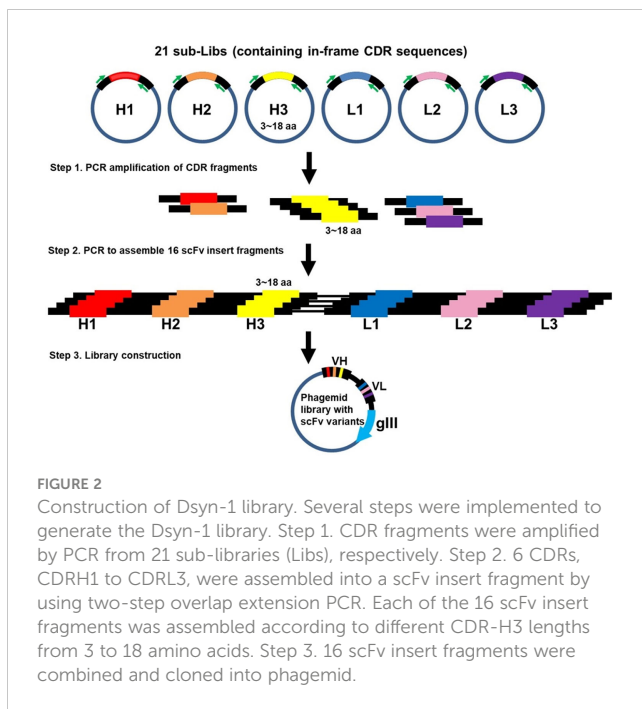 21 sub-Libs (containing in-frame CDR sequences)
H1 H2 H3 L1 L2 L3
3~18 aa
Step 1. PCR amplification of CDR fragments
3~18 aa
Step 2. PCR to assemble 16 scFv insert fragments
3~18 aa
H1 H2 H3 L1 L2 L3
Step 3. Library construction
VH
VL
Phagemid
library with
scFv variants
gIII
FIGURE 2
Construction of Dsyn-1 library. Several steps were implemented to
generate the Dsyn-1 library. Step 1. CDR fragments were amplified
by PCR from 21 sub-libraries (Libs), respectively. Step 2. 6 CDRs,
CDRH1 to CDRL3, were assembled into a scFv insert fragment by
using two-step overlap extension PCR. Each of the 16 scFv insert
fragments was assembled according to different CDR-H3 lengths
from 3 to 18 amino acids. Step 3. 16 scFv insert fragments were
combined and cloned into phagemid.